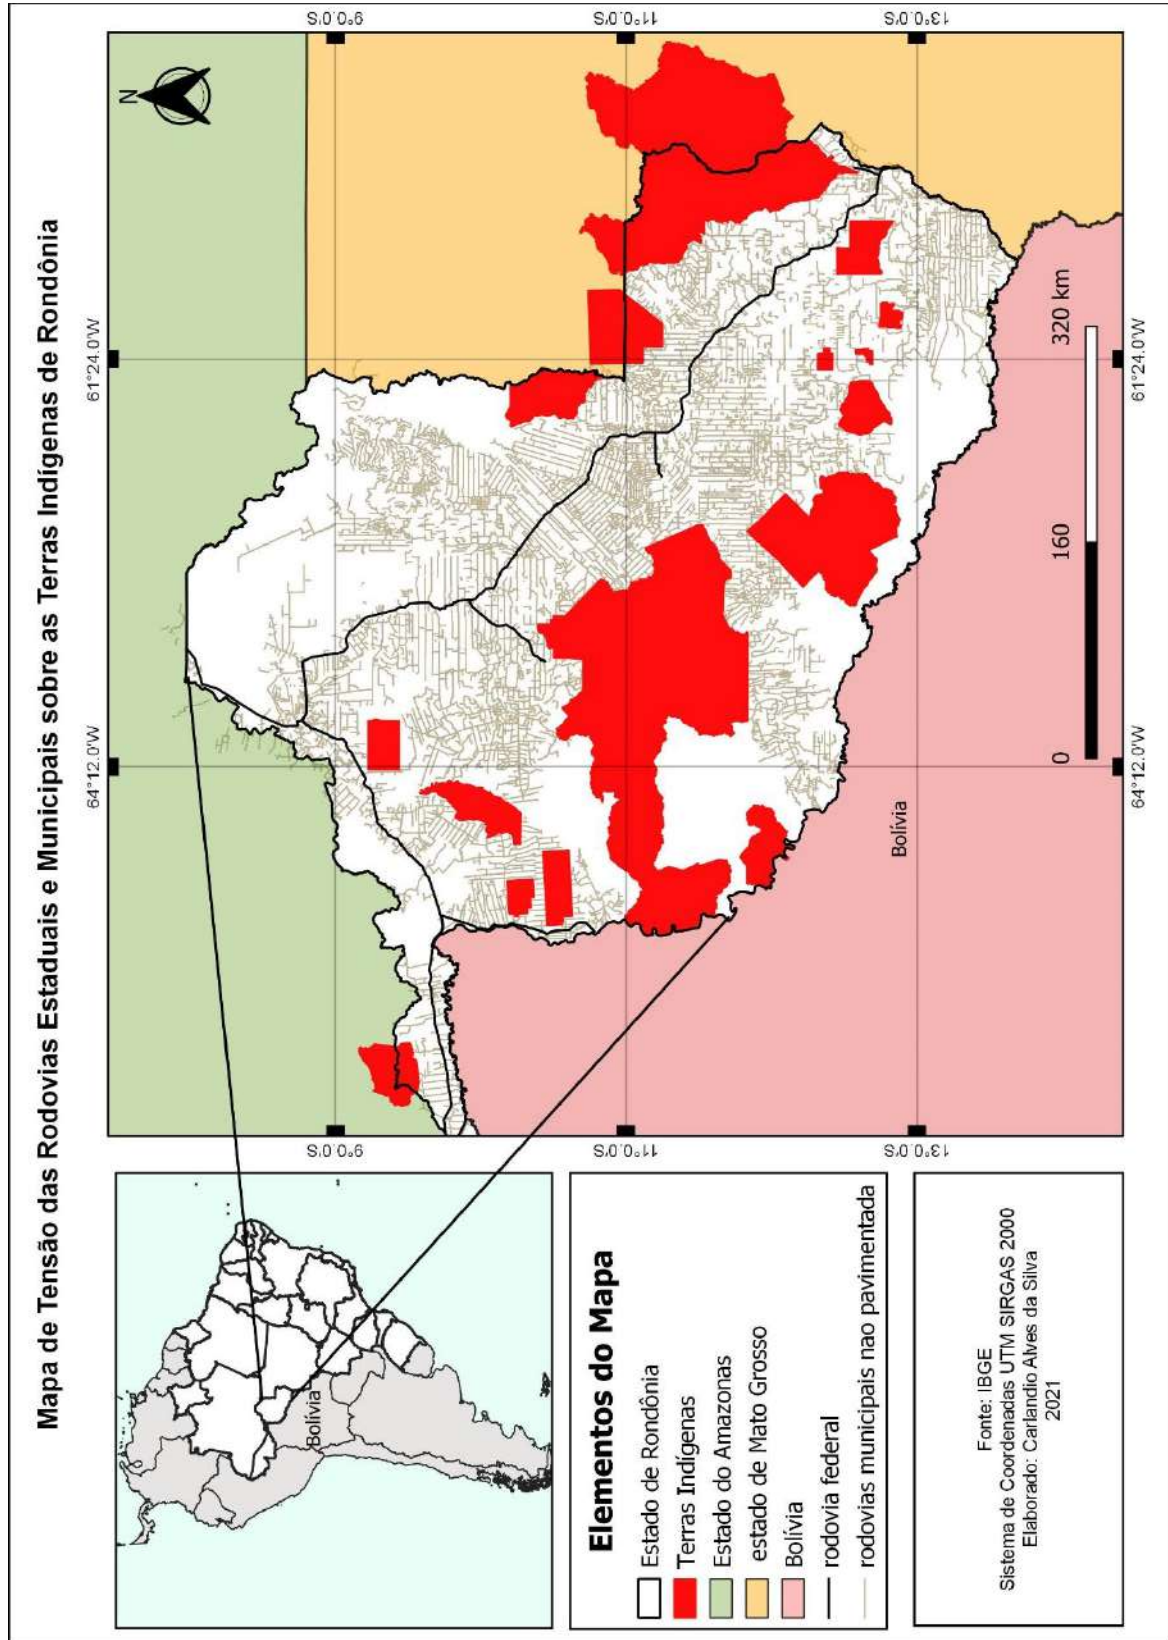 Mapa de Tensão das Rodovias Estaduais e Municipais sobre as Terras Indígenas de Rondônia
Bolívia
Elementos do Mapa
Estado de Rondônia
Terras Indígenas
Estado do Amazonas
estado de Mato Grosso
Bolívia
rodovia federal
rodovias municipais nao pavimentada
Fonte: IBGE
Sistema de Coordenadas UTM SIRGAS 2000
Elaborado: Carlandio Alves da Silva
2021
64°12.0'W
61°24.0'W
N
9°0.0'S
11°0.0'S
13°0.0'S
9°0.0'S
11°0.0'S
13°0.0'S
Bolívia
0 160 320 km
64°12.0'W
61°24.0'W